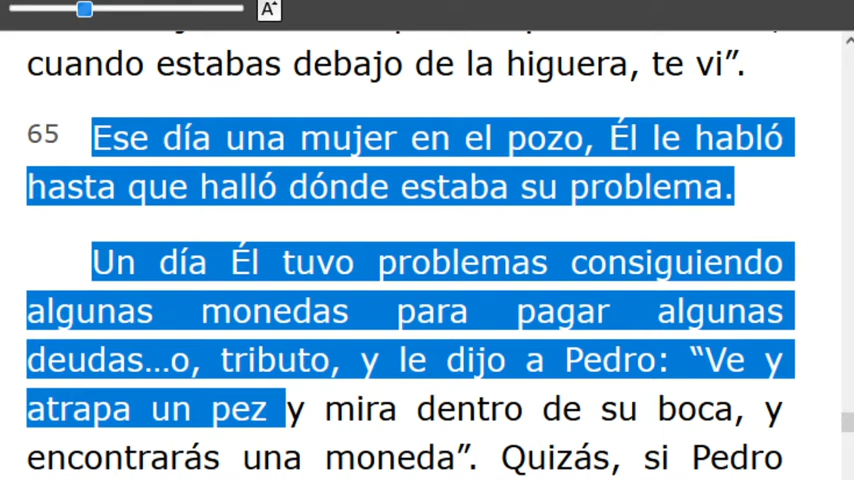 A
cuando estabas debajo de la higuera, te vi”.
65 Ese día una mujer en el pozo, Él le habló
hasta que halló dónde estaba su problema.
Un día Él tuvo problemas consiguiendo
algunas monedas para pagar algunas
deudas…o, tributo, y le dijo a Pedro: “Ve y
atrapa un pez y mira dentro de su boca, y
encontrarás una moneda”. Quizás, si Pedro